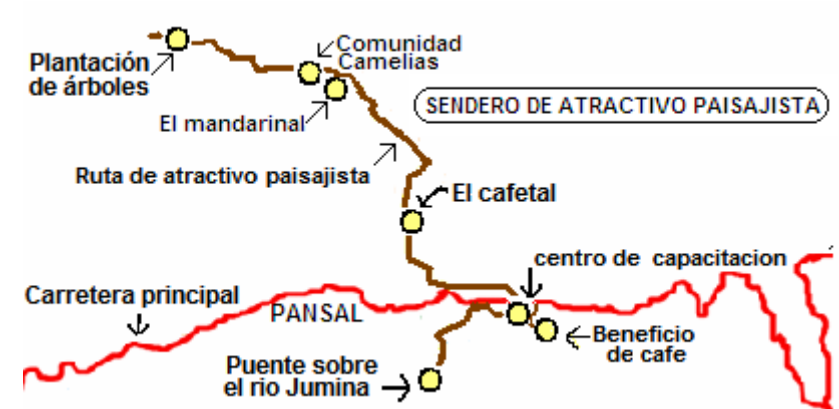 Comunidad
Camelias
Plantación
de árboles
El mandarinal
SENDERO DE ATRACTIVO PAISAJISTA
Ruta de atractivo paisajista
El cafetal
centro de capacitacion
Carretera principal
PANSAL
Beneficio
de cafe
Puente sobre
el rio Jumina